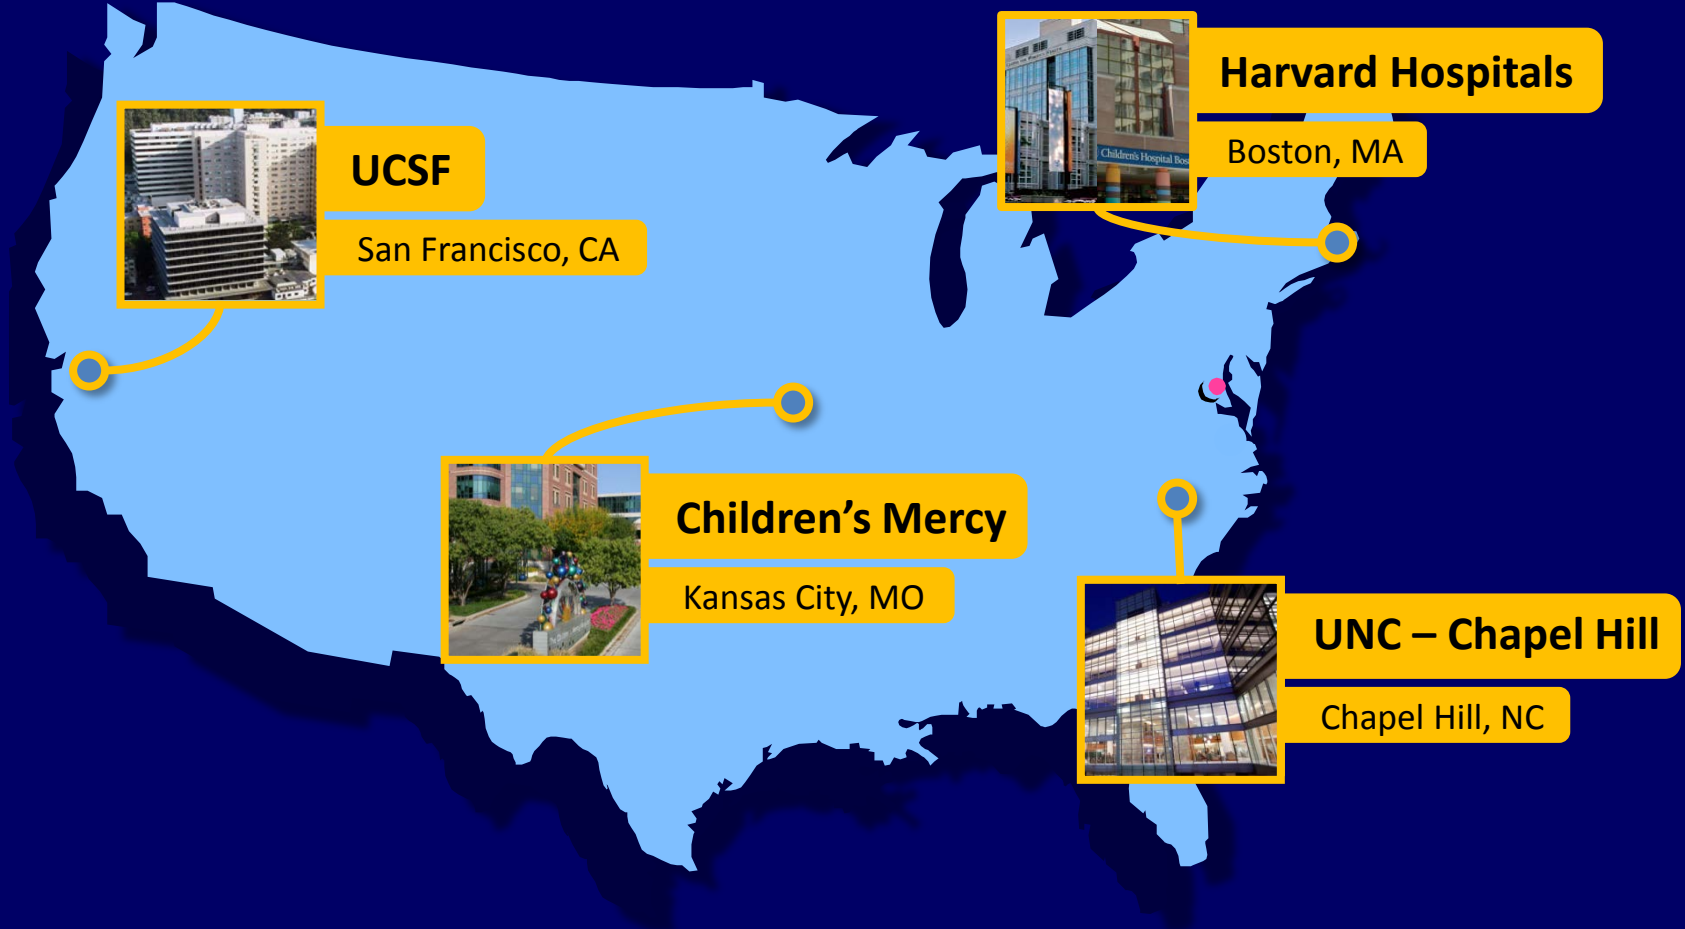 Harvard Hospitals
Boston, MA
Children's Hospital Bos
UCSF
San Francisco, CA
Children’s Mercy
Kansas City, MO
UNC – Chapel Hill
Chapel Hill, NC